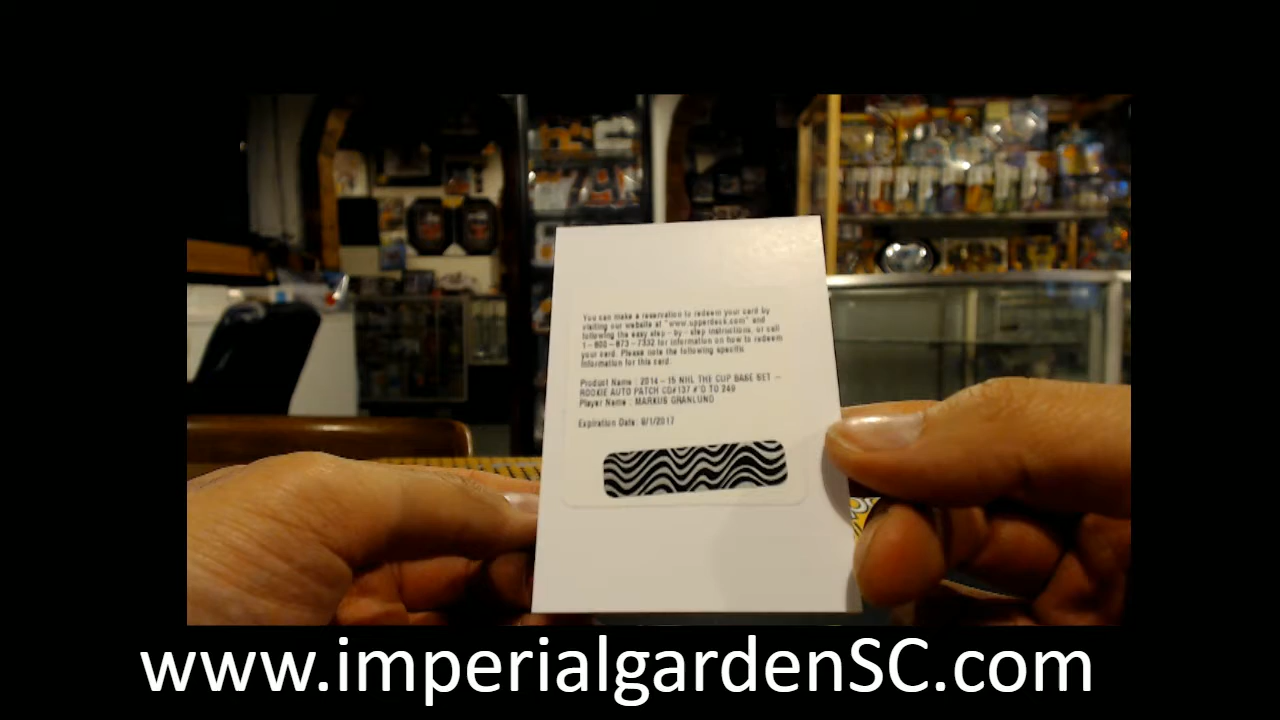 You can make a reservation to redeem your card by
visiting our website at "www.upperdeck.com" and
following the easy step-by-step instructions, or call
1-800-873-7332 for information on how to redeem
your card. Please note the following specific
information for this card.
Product Name : 2014-15 NHL THE CUP BASE SET -
ROOKIE AUTO PATCH CD#137 #'D TO 249
Player Name : MARKUS GRANLUND
Expiration Date: 8/1/2017
www.imperialgardenSC.com